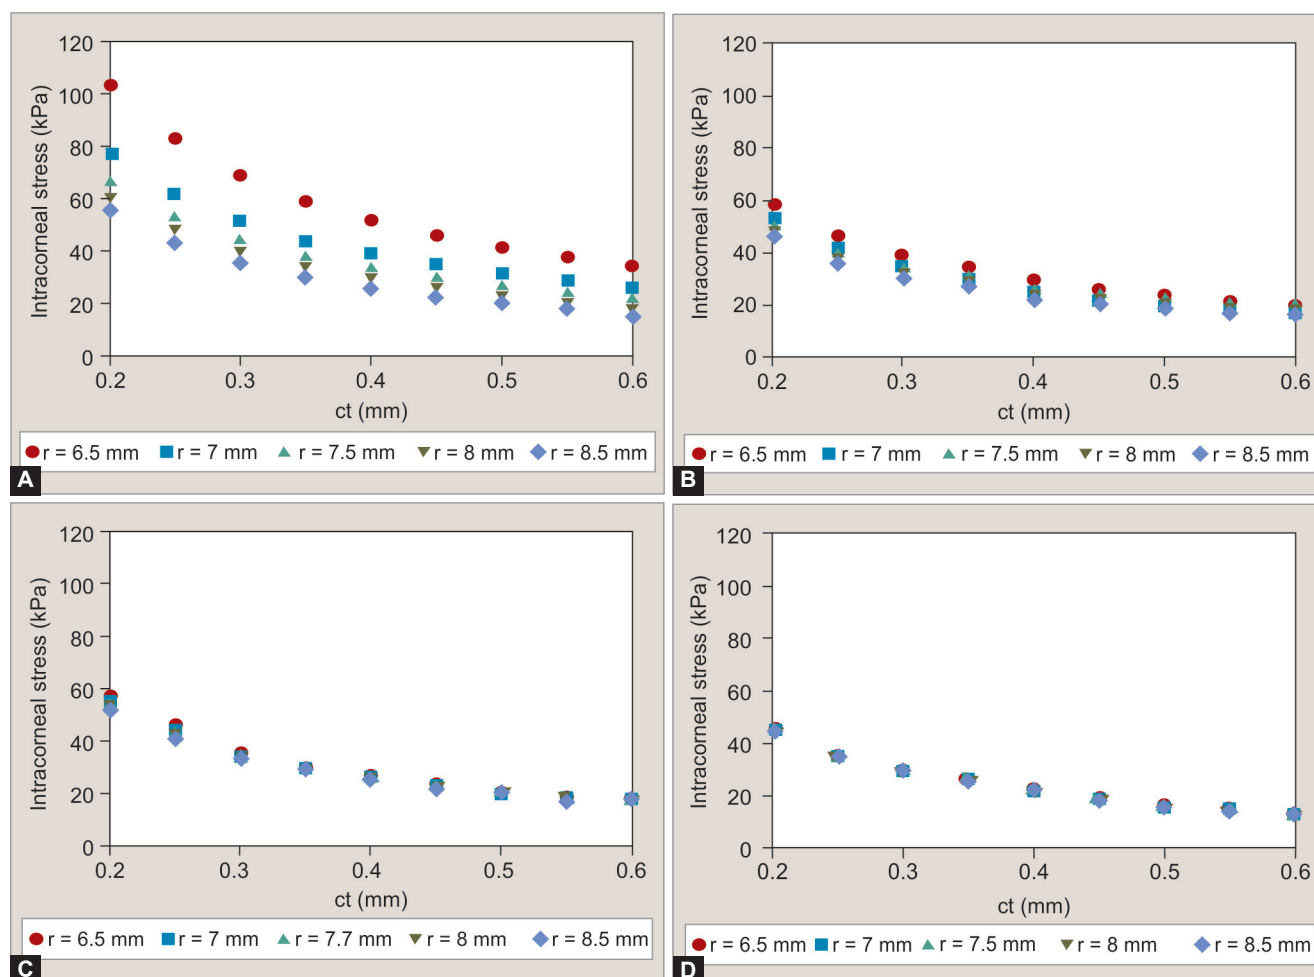 120
100
80
60
40
20
0
Intracorneal stress (kPa)
0.2 0.3 0.4 0.5 0.6
ct (mm)
r = 6.5 mm r = 7 mm r = 7.5 mm r = 8 mm r = 8.5 mm
A
120
100
80
60
40
20
0
Intracorneal stress (kPa)
0.2 0.3 0.4 0.5 0.6
ct (mm)
r = 6.5 mm r = 7 mm r = 7.5 mm r = 8 mm r = 8.5 mm
B
120
100
80
60
40
20
0
Intracorneal stress (kPa)
0.2 0.3 0.4 0.5 0.6
ct (mm)
r = 6.5 mm r = 7 mm r = 7.7 mm r = 8 mm r = 8.5 mm
C
120
100
80
60
40
20
0
Intracorneal stress (kPa)
0.2 0.3 0.4 0.5 0.6
ct (mm)
r = 6.5 mm r = 7 mm r = 7.5 mm r = 8 mm r = 8.5 mm
D